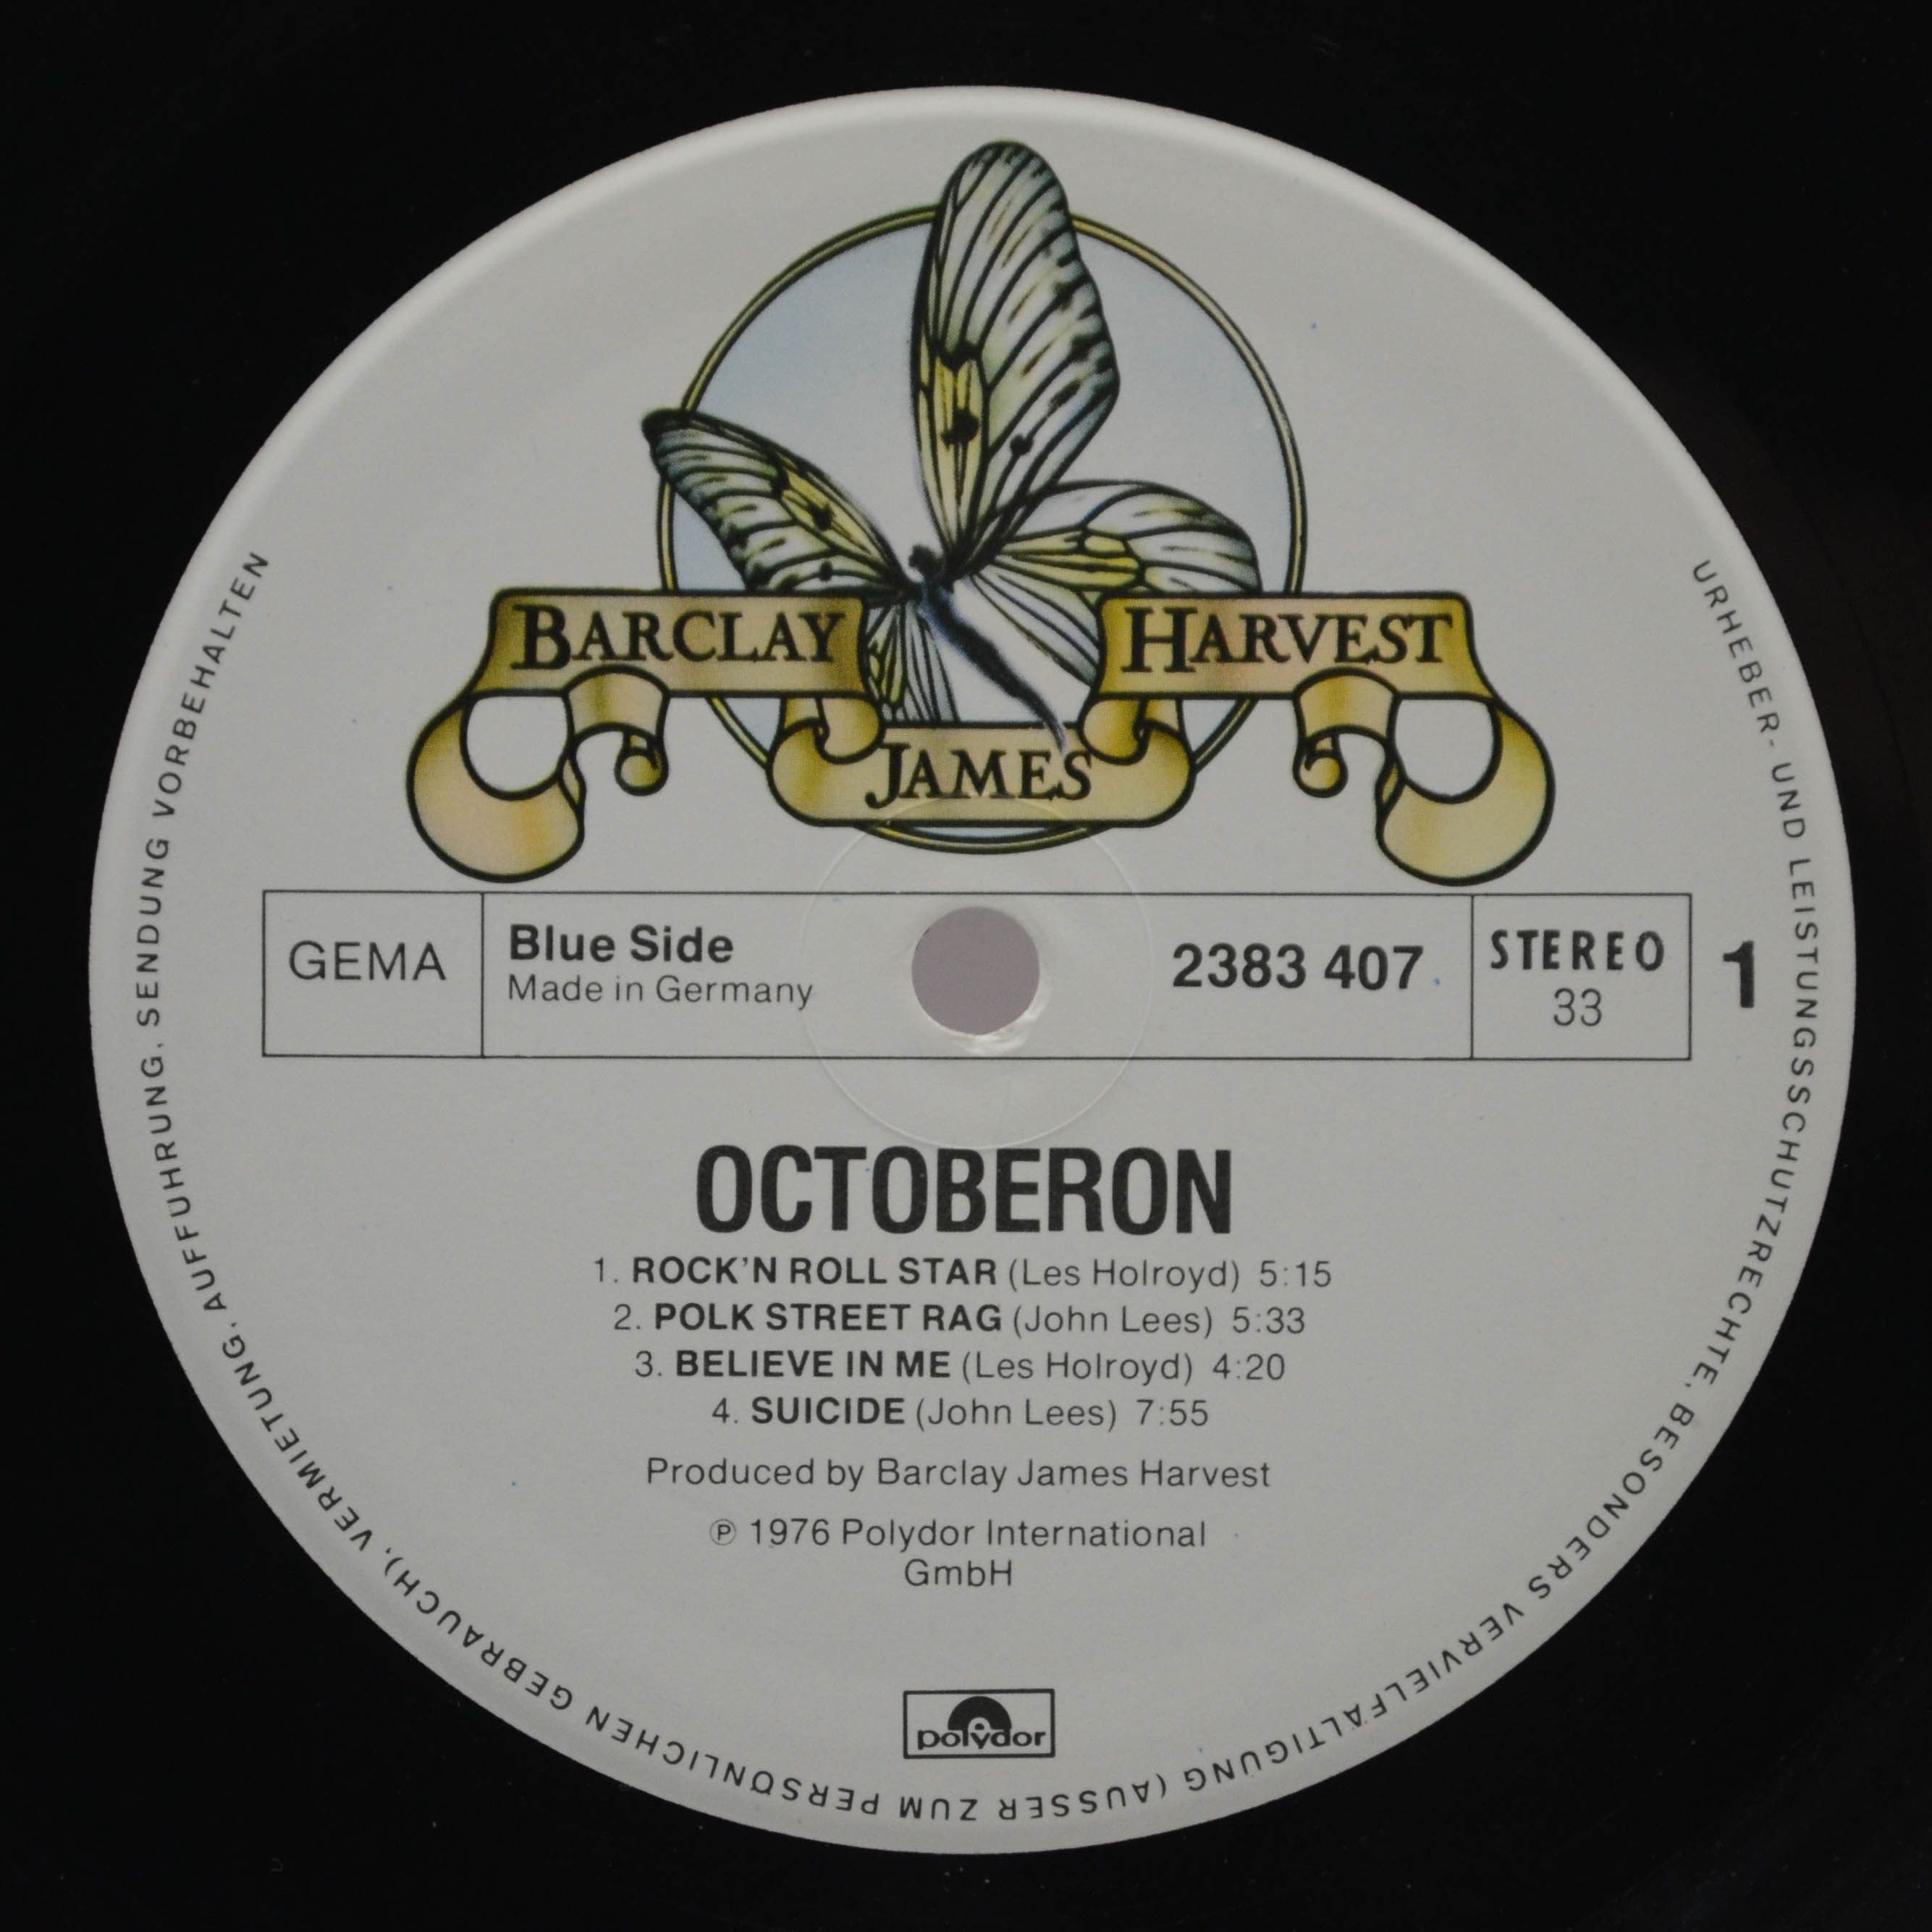 BARCLAY
JAMES
HARVEST
GEMA
Blue Side
Made in Germany
2383 407
STEREO
33
1
OCTOBERON
1. ROCK'N ROLL STAR (Les Holroyd) 5:15
2. POLK STREET RAG (John Lees) 5:33
3. BELIEVE IN ME (Les Holroyd) 4:20
4. SUICIDE (John Lees) 7:55
Produced by Barclay James Harvest
℗ 1976 Polydor International
GmbH
polydor
URHEBER- UND LEISTUNGSSCHUTZRECHTE, BESONDERS VERVIELFÄLTIGUNG (AUSSER ZUM PERSÖNLICHEN GEBRAUCH), VERMIETUNG, AUFFÜHRUNG, SENDUNG VORBEHALTEN